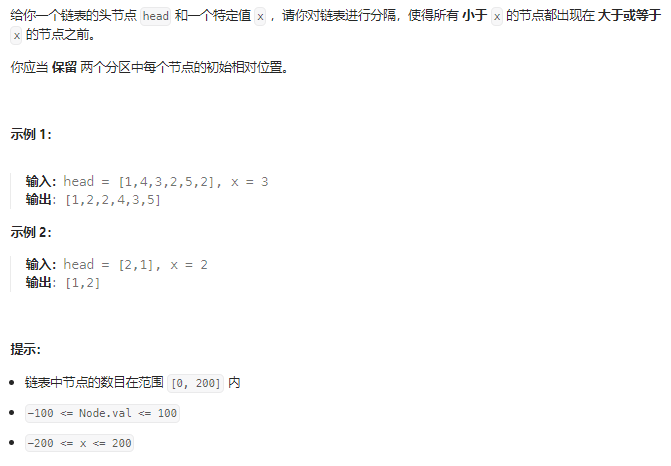 给你一个链表的头节点 head 和一个特定值 x ，请你对链表进行分隔，使得所有 小于 x 的节点都出现在 大于或等于
x 的节点之前。
你应当 保留 两个分区中每个节点的初始相对位置。
示例 1：
输入：head = [1,4,3,2,5,2], x = 3
输出：[1,2,2,4,3,5]
示例 2：
输入：head = [2,1], x = 2
输出：[1,2]
提示：
链表中节点的数目在范围 [0, 200] 内
-100 <= Node.val <= 100
-200 <= x <= 200